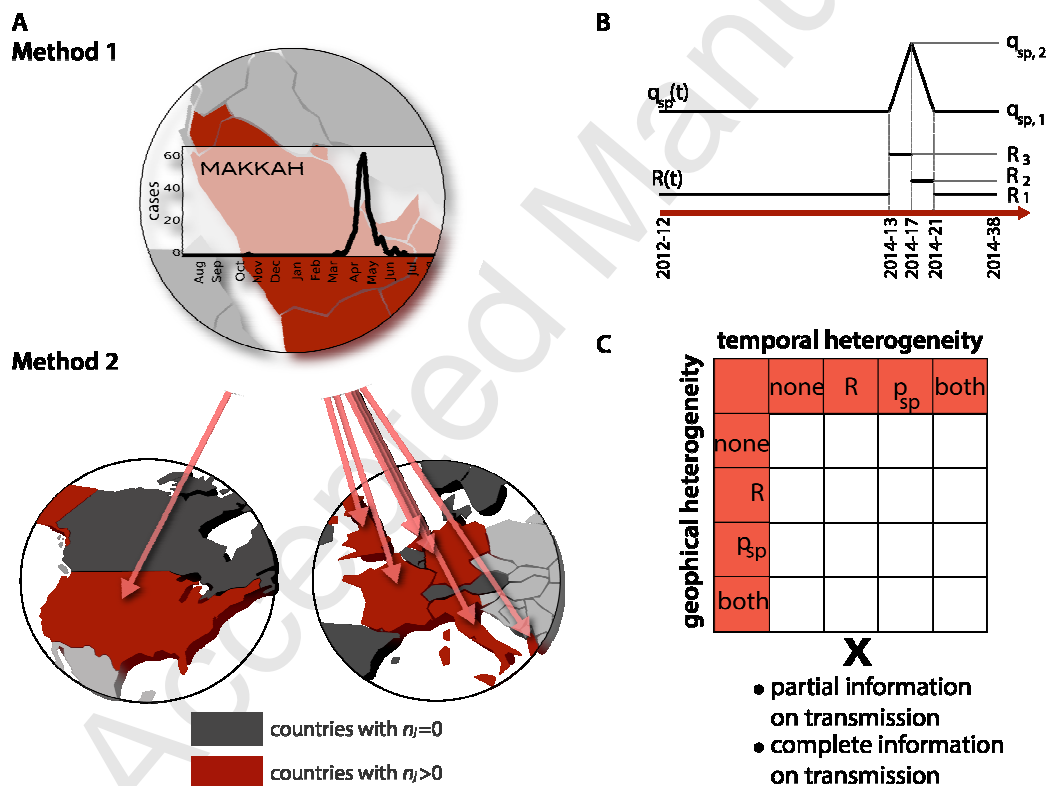 A
Method 1
MAKKAH
cases
60
40
20
0
Aug
Sep
Oct
Nov
Dec
Jan
Feb
Mar
Apr
May
Jun
Jul
Method 2
countries with nⱼ=0
countries with nⱼ>0
B
qsp(t)
qsp, 2
qsp, 1
R(t)
R3
R2
R1
2012-12
2014-13
2014-17
2014-21
2014-38
C
temporal heterogeneity
geophical heterogeneity
none R psp both
none
R
psp
both
X
• partial information
on transmission
• complete information
on transmission
Accepted Manu